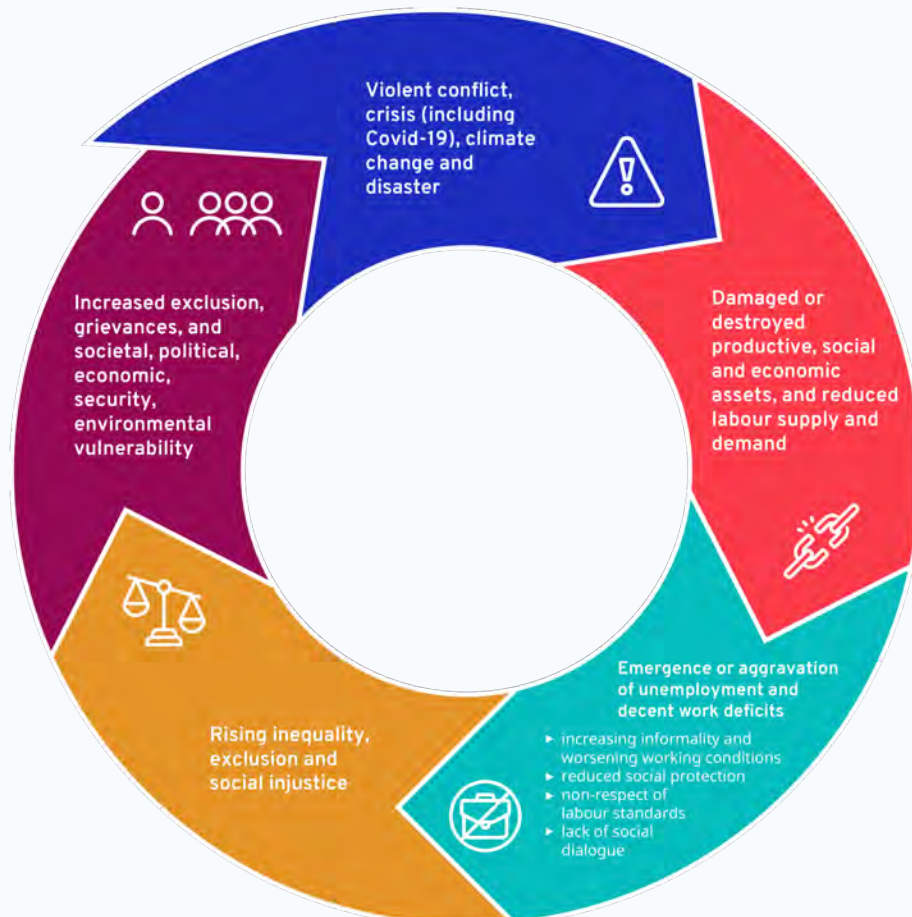 Violent conflict,
crisis (including
Covid-19), climate
change and
disaster
Damaged or
destroyed
productive, social
and economic
assets, and reduced
labour supply and
demand
Emergence or aggravation
of unemployment and
decent work deficits
▸ increasing informality and
worsening working conditions
▸ reduced social protection
▸ non-respect of
labour standards
▸ lack of social
dialogue
Rising inequality,
exclusion and
social injustice
Increased exclusion,
grievances, and
societal, political,
economic,
security,
environmental
vulnerability